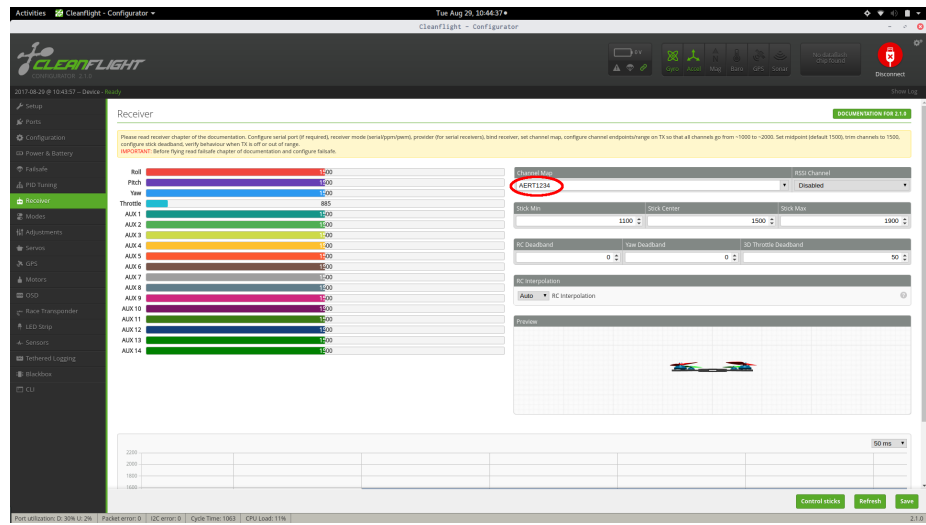 Activities Cleanflight - Configurator Tue Aug 29, 10:44:37
Cleanflight - Configurator
CLEANFLIGHT
CONFIGURATOR 2.1.0
0 V
Gyro Accel Mag Baro GPS Sonar
No dataflash
chip found
Disconnect
2017-08-29 @ 10:43:57 -- Device - Ready
Show Log
Setup
Ports
Configuration
Power & Battery
Failsafe
PID Tuning
Receiver
Modes
Adjustments
Servos
GPS
Motors
OSD
Race Transponder
LED Strip
Sensors
Tethered Logging
Blackbox
CLI
Receiver
DOCUMENTATION FOR 2.1.0
Please read receiver chapter of the documentation. Configure serial port (if required), receiver mode (serial/ppm/pwm), provider (for serial receivers), bind receiver, set channel map, configure channel endpoints/range on TX so that all channels go from ~1000 to ~2000. Set midpoint (default 1500), trim channels to 1500,
configure stick deadband, verify behaviour when TX is off or out of range.
IMPORTANT: Before flying read failsafe chapter of documentation and configure failsafe.
Roll 1500
Pitch 1500
Yaw 1500
Throttle 885
AUX 1 1500
AUX 2 1500
AUX 3 1500
AUX 4 1500
AUX 5 1500
AUX 6 1500
AUX 7 1500
AUX 8 1500
AUX 9 1500
AUX 10 1500
AUX 11 1500
AUX 12 1500
AUX 13 1500
AUX 14 1500
Channel Map RSSI Channel
AERT1234 Disabled
Stick Min Stick Center Stick Max
1100 1500 1900
RC Deadband Yaw Deadband 3D Throttle Deadband
0 0 50
RC Interpolation
Auto RC Interpolation
Preview
50 ms
2200
2000
1800
1600
Control sticks Refresh Save
Port utilization: D: 30% U: 2% Packet error: 0 I2C error: 0 Cycle Time: 1063 CPU Load: 11% 2.1.0